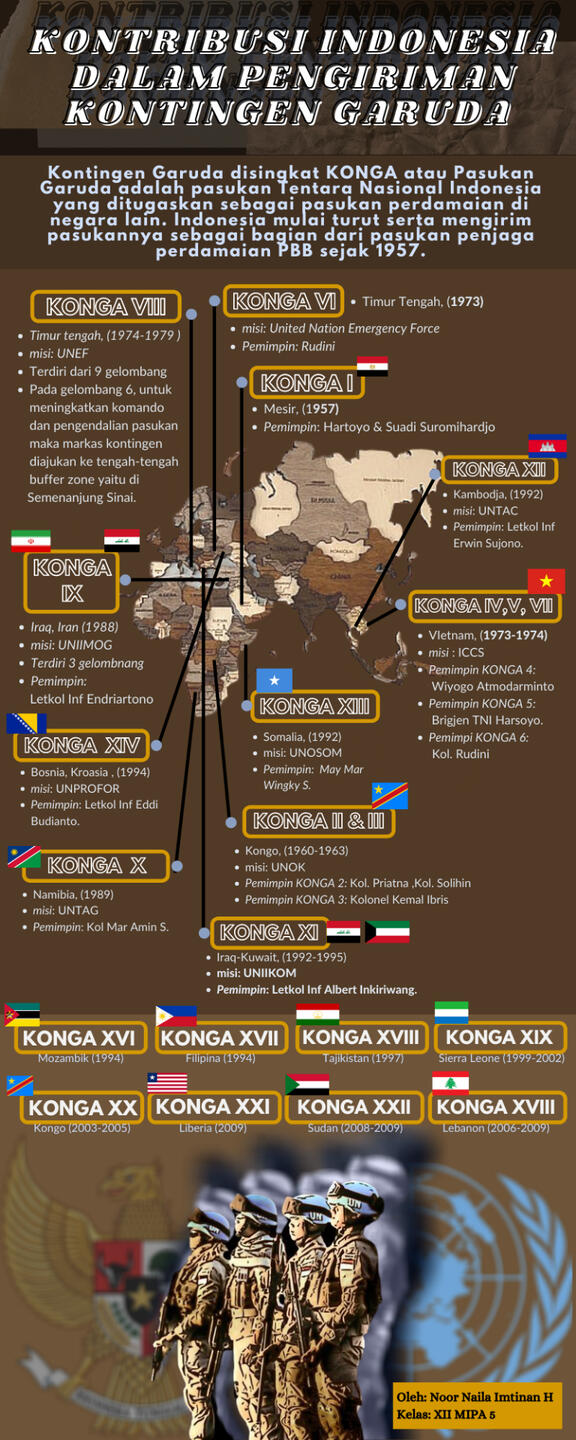 KONTRIBUSI INDONESIA
DALAM PENGIRIMAN
KONTINGEN GARUDA
Kontingen Garuda disingkat KONGA atau Pasukan
Garuda adalah pasukan Tentara Nasional Indonesia
yang ditugaskan sebagai pasukan perdamaian di
negara lain. Indonesia mulai turut serta mengirim
pasukannya sebagai bagian dari pasukan penjaga
perdamaian PBB sejak 1957.
KONGA VIII
• Timur tengah, (1974-1979 )
• misi: UNEF
• Terdiri dari 9 gelombang
• Pada gelombang 6, untuk
meningkatkan komando
dan pengendalian pasukan
maka markas kontingen
diajukan ke tengah-tengah
buffer zone yaitu di
Semenanjung Sinai.
KONGA VI
• Timur Tengah, (1973)
• misi: United Nation Emergency Force
• Pemimpin: Rudini
KONGA I
• Mesir, (1957)
• Pemimpin: Hartoyo & Suadi Suromihardjo
KONGA XII
• Kambodja, (1992)
• misi: UNTAC
• Pemimpin: Letkol Inf
Erwin Sujono.
RUSSIA
MONGOLIA
CHINA
KONGA
IX
• Iraq, Iran (1988)
• misi: UNIIMOG
• Terdiri 3 gelombnang
• Pemimpin:
Letkol Inf Endriartono
KONGA IV,V, VII
• VIetnam, (1973-1974)
• misi : ICCS
• Pemimpin KONGA 4:
Wiyogo Atmodarminto
• Pemimpin KONGA 5:
Brigjen TNI Harsoyo.
• Pemimpi KONGA 6:
Kol. Rudini
KONGA XIII
• Somalia, (1992)
• misi: UNOSOM
• Pemimpin: May Mar
Wingky S.
KONGA XIV
• Bosnia, Kroasia , (1994)
• misi: UNPROFOR
• Pemimpin: Letkol Inf Eddi
Budianto.
KONGA II & III
• Kongo, (1960-1963)
• misi: UNOK
• Pemimpin KONGA 2: Kol. Priatna ,Kol. Solihin
• Pemimpin KONGA 3: Kolonel Kemal Ibris
KONGA X
• Namibia, (1989)
• misi: UNTAG
• Pemimpin: Kol Mar Amin S.
KONGA XI
• Iraq-Kuwait, (1992-1995)
• misi: UNIIKOM
• Pemimpin: Letkol Inf Albert Inkiriwang.
KONGA XVI
Mozambik (1994)
KONGA XVII
Filipina (1994)
KONGA XVIII
Tajikistan (1997)
KONGA XIX
Sierra Leone (1999-2002)
KONGA XX
Kongo (2003-2005)
KONGA XXI
Liberia (2009)
KONGA XXII
Sudan (2008-2009)
KONGA XVIII
Lebanon (2006-2009)
UN
UN
Oleh: Noor Naila Imtinan H
Kelas: XII MIPA 5